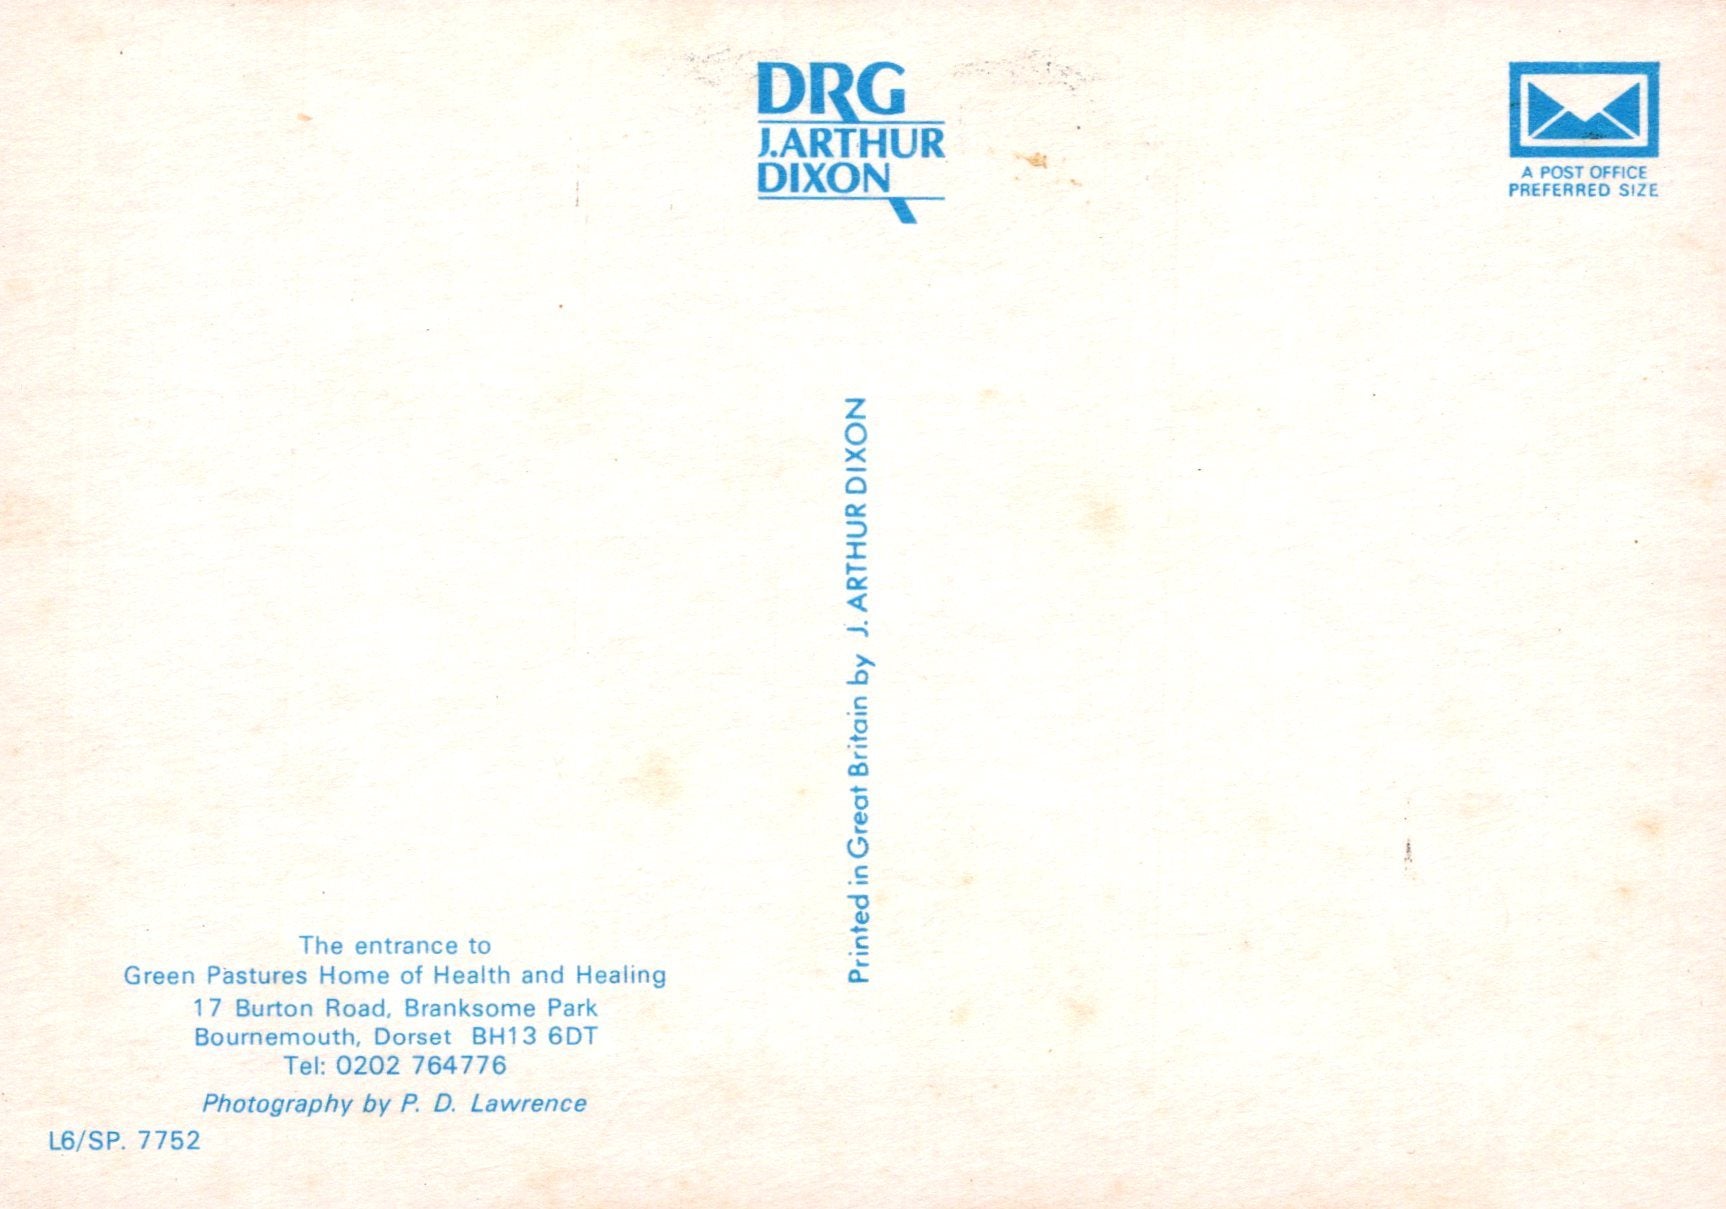 DRG
J.ARTHUR
DIXON
A POST OFFICE
PREFERRED SIZE
Printed in Great Britain by J. ARTHUR DIXON
The entrance to
Green Pastures Home of Health and Healing
17 Burton Road, Branksome Park
Bournemouth, Dorset BH13 6DT
Tel: 0202 764776
Photography by P. D. Lawrence
L6/SP. 7752